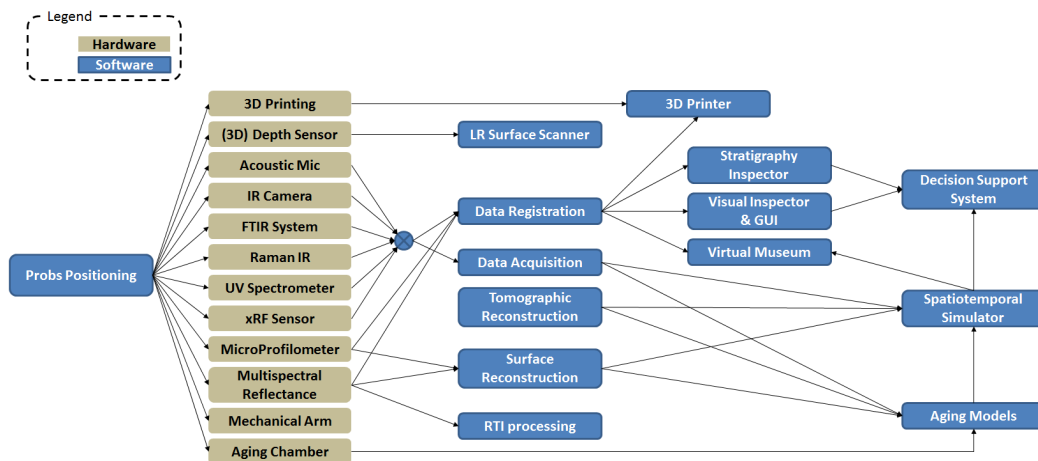 Legend
Hardware
Software
Probs Positioning
3D Printing
(3D) Depth Sensor
Acoustic Mic
IR Camera
FTIR System
Raman IR
UV Spectrometer
xRF Sensor
MicroProfilometer
Multispectral
Reflectance
Mechanical Arm
Aging Chamber
LR Surface Scanner
Data Registration
Data Acquisition
Tomographic
Reconstruction
Surface
Reconstruction
RTI processing
3D Printer
Stratigraphy
Inspector
Visual Inspector
& GUI
Virtual Museum
Decision Support
System
Spatiotemporal
Simulator
Aging Models